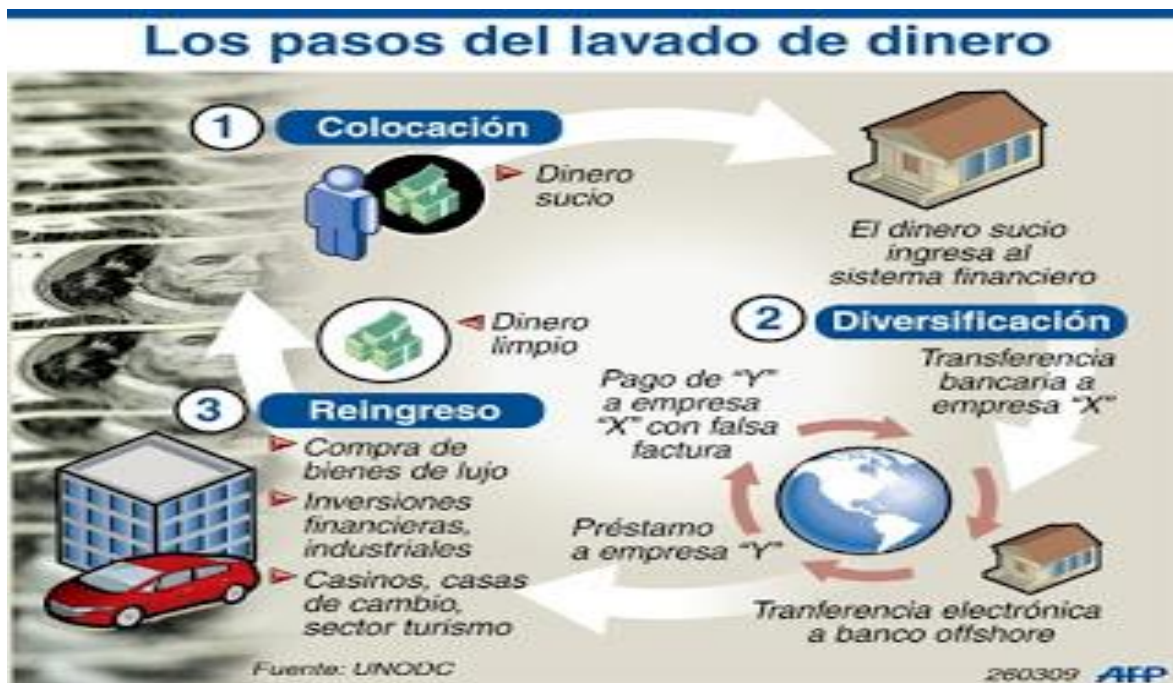 Los pasos del lavado de dinero
1 Colocación
Dinero
sucio
El dinero sucio
ingresa al
sistema financiero
2 Diversificación
Transferencia
bancaria a
empresa "X"
Pago de "Y"
a empresa
"X" con falsa
factura
Préstamo
a empresa "Y"
Tranferencia electrónica
a banco offshore
Dinero
limpio
3 Reingreso
Compra de
bienes de lujo
Inversiones
financieras,
industriales
Casinos, casas
de cambio,
sector turismo
Fuente: UNODC
260309 AFP